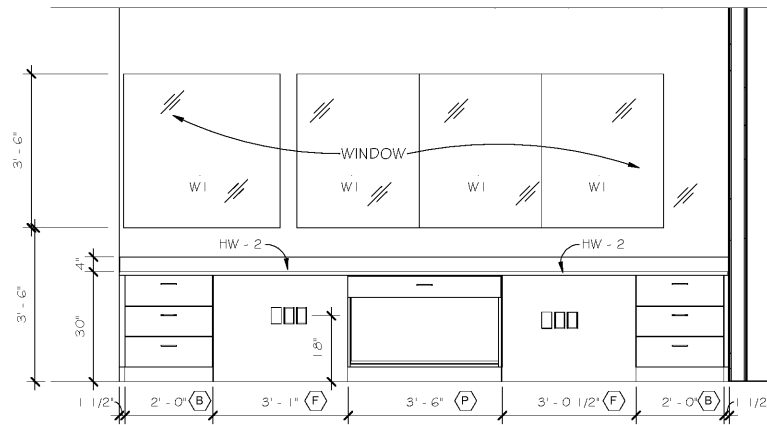 WINDOW
3' - 6"
W1 W1 W1 W1
HW - 2 HW - 2
4"
3' - 6"
30"
18"
1 1/2" 2' - 0" B 3' - 1" F 3' - 6" P 3' - 0 1/2" F 2' - 0" B 1 1/2